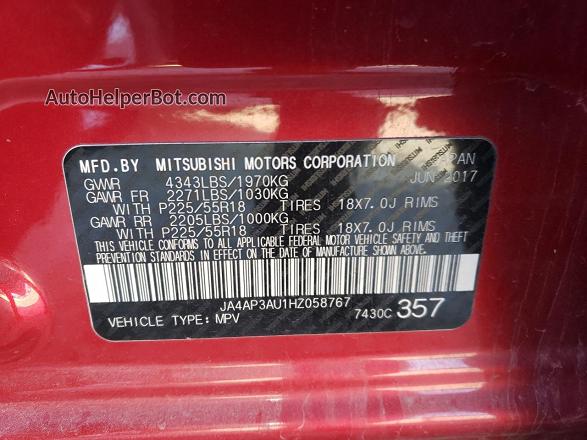 AutoHelperBot.com
MFD.BY MITSUBISHI MOTORS CORPORATION
JUN 2017
GWWR 4343LBS/1970KG
GAWR FR 2271LBS/1030KG
WITH P225/55R18 TIRES 18X7.0J RIMS
GAWR RR 2205LBS/1000KG
WITH P225/55R18 TIRES 18X7.0J RIMS
THIS VEHICLE CONFORMS TO ALL APPLICABLE FEDERAL MOTOR VEHICLE SAFETY AND THEFT
PREVENTION STANDARDS IN EFFECT ON THE DATE OF MANUFACTURE SHOWN ABOVE.
JA4AP3AU1HZ058767
VEHICLE TYPE: MPV 7430C 357